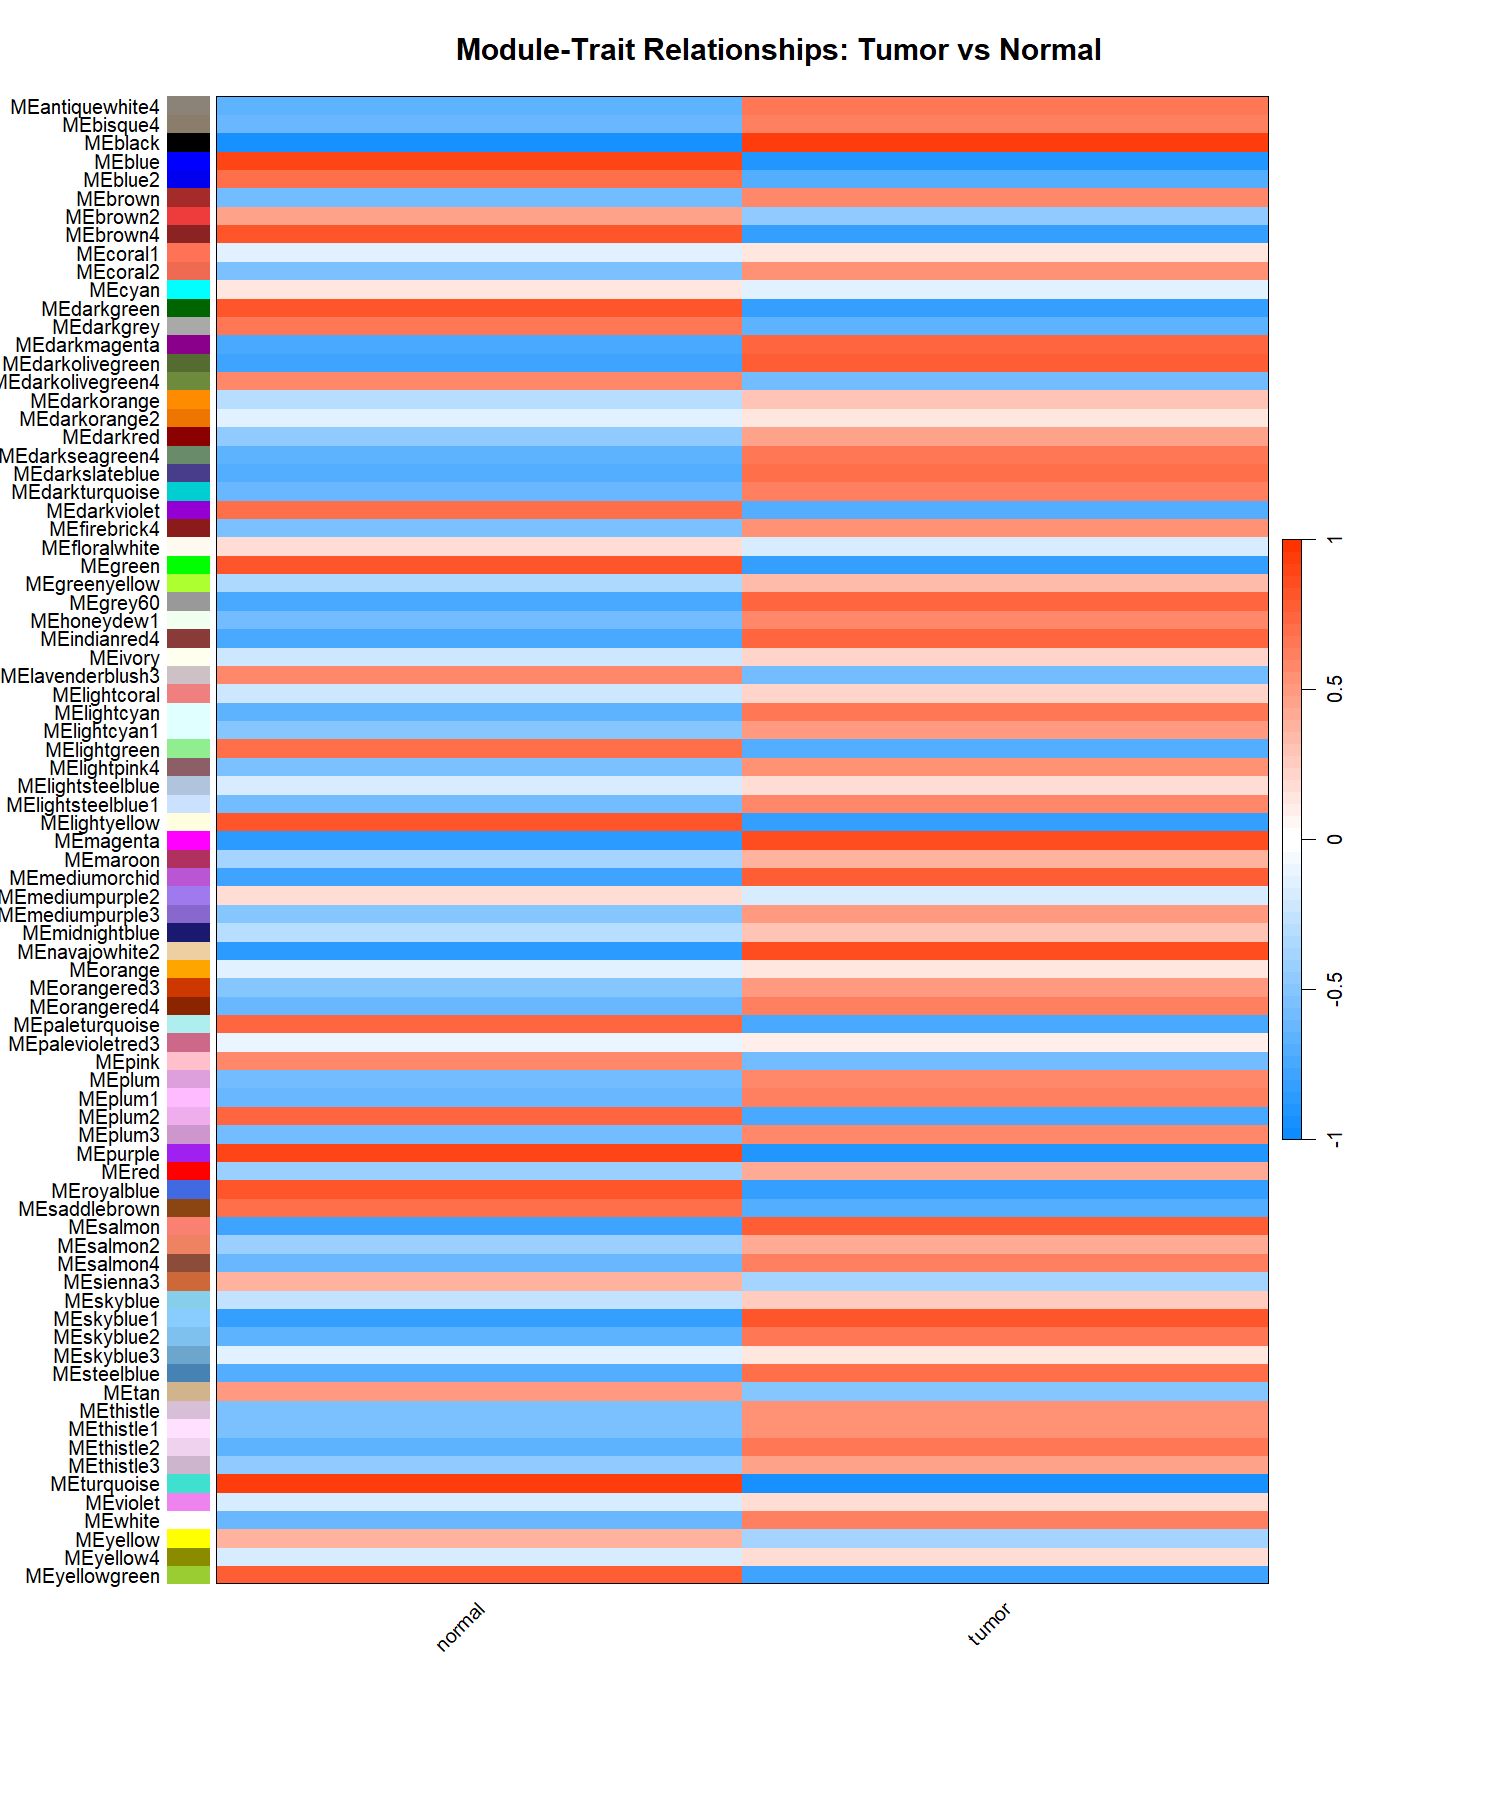 Module-Trait Relationships: Tumor vs Normal
MEantiquewhite4
MEbisque4
MEblack
MEblue
MEblue2
MEbrown
MEbrown2
MEbrown4
MEcoral1
MEcoral2
MEcyan
MEdarkgreen
MEdarkgrey
MEdarkmagenta
MEdarkolivegreen
MEdarkolivegreen4
MEdarkorange
MEdarkorange2
MEdarkred
MEdarkseagreen4
MEdarkslateblue
MEdarkturquoise
MEdarkviolet
MEfirebrick4
MEfloralwhite
MEgreen
MEgreenyellow
MEgrey60
MEhoneydew1
MEindianred4
MEivory
MElavenderblush3
MElightcoral
MElightcyan
MElightcyan1
MElightgreen
MElightpink4
MElightsteelblue
MElightsteelblue1
MElightyellow
MEmagenta
MEmaroon
MEmediumorchid
MEmediumpurple2
MEmediumpurple3
MEmidnightblue
MEnavajowhite2
MEorange
MEorangered3
MEorangered4
MEpaleturquoise
MEpalevioletred3
MEpink
MEplum
MEplum1
MEplum2
MEplum3
MEpurple
MEred
MEroyalblue
MEsaddlebrown
MEsalmon
MEsalmon2
MEsalmon4
MEsienna3
MEskyblue
MEskyblue1
MEskyblue2
MEskyblue3
MEsteelblue
MEtan
MEthistle
MEthistle1
MEthistle2
MEthistle3
MEturquoise
MEviolet
MEwhite
MEyellow
MEyellow4
MEyellowgreen
normal
tumor
1
0.5
0
-0.5
-1